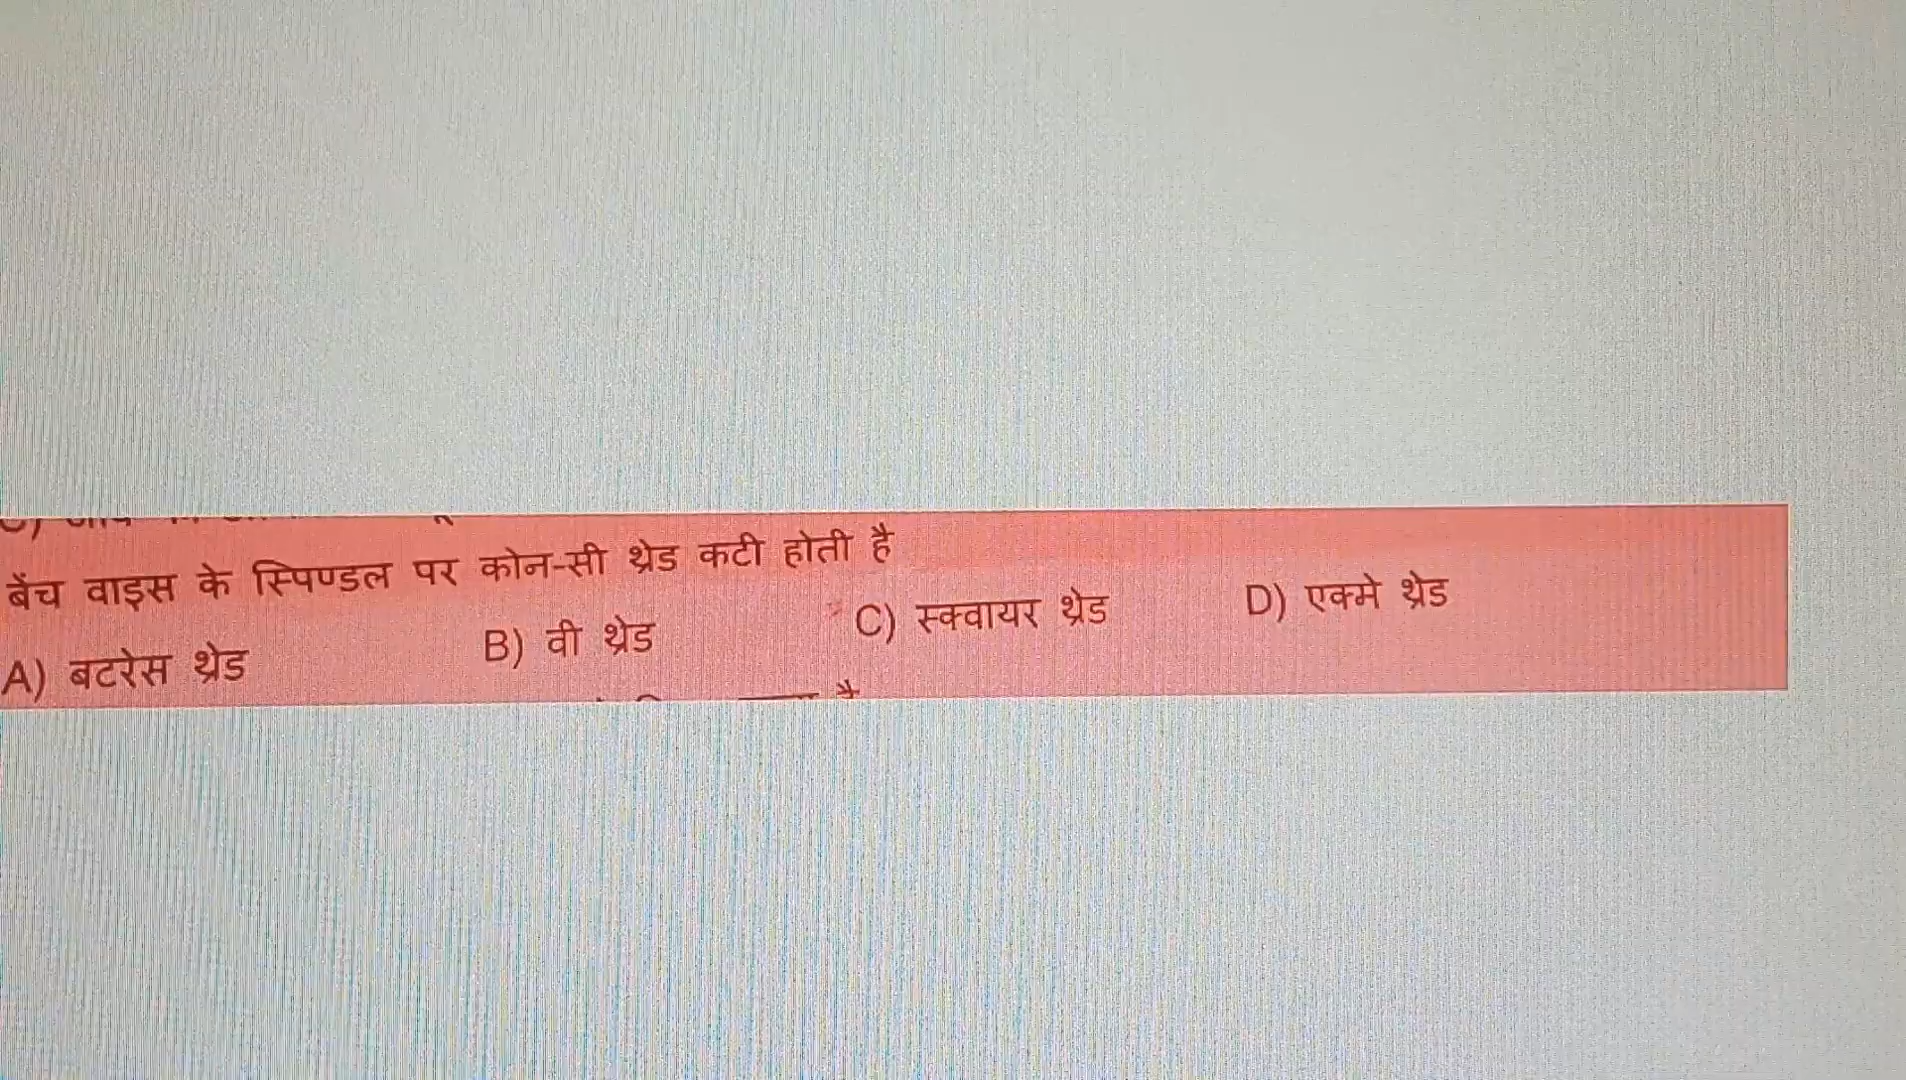 बेंच वाइस के स्पिण्डल पर कोन-सी थ्रेड कटी होती है
A) बटरेस थ्रेड B) वी थ्रेड C) स्क्वायर थ्रेड D) एक्मे थ्रेड
है